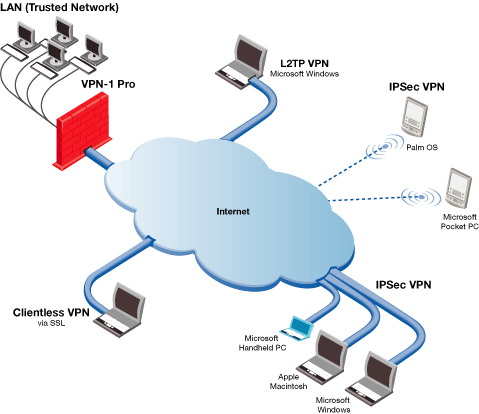 LAN (Trusted Network)
VPN-1 Pro
L2TP VPN
Microsoft Windows
IPSec VPN
Palm OS
Microsoft
Pocket PC
Internet
Clientless VPN
via SSL
IPSec VPN
Microsoft
Handheld PC
Apple
Macintosh
Microsoft
Windows